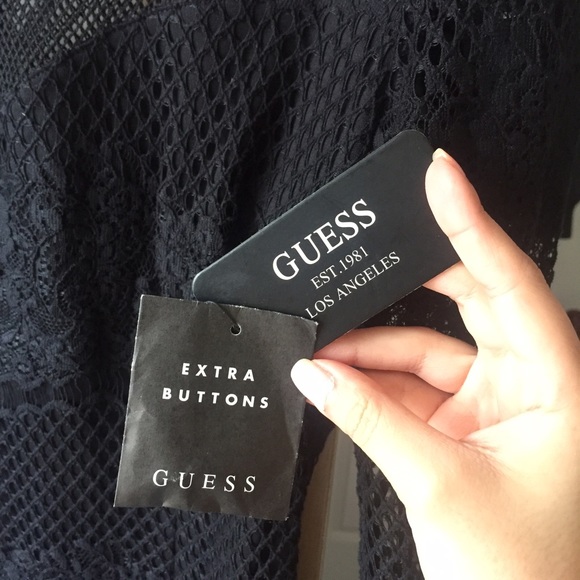 GUESS
EST.1981
LOS ANGELES
EXTRA
BUTTONS
GUESS